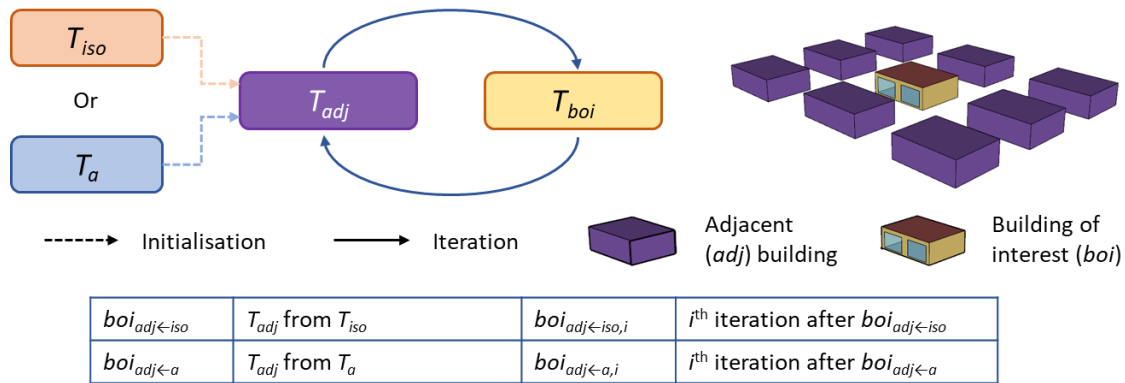 T_iso
Or
T_a
T_adj
T_boi
Initialisation
Iteration
Adjacent
(adj) building
Building of
interest (boi)
boi_adj←iso T_adj from T_iso boi_adj←iso,i i^th iteration after boi_adj←iso
boi_adj←a T_adj from T_a boi_adj←a,i i^th iteration after boi_adj←a